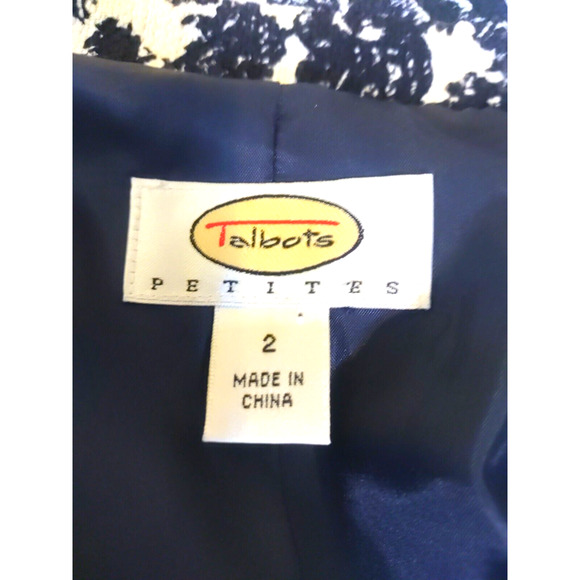 Talbots
PETITES
2
MADE IN
CHINA